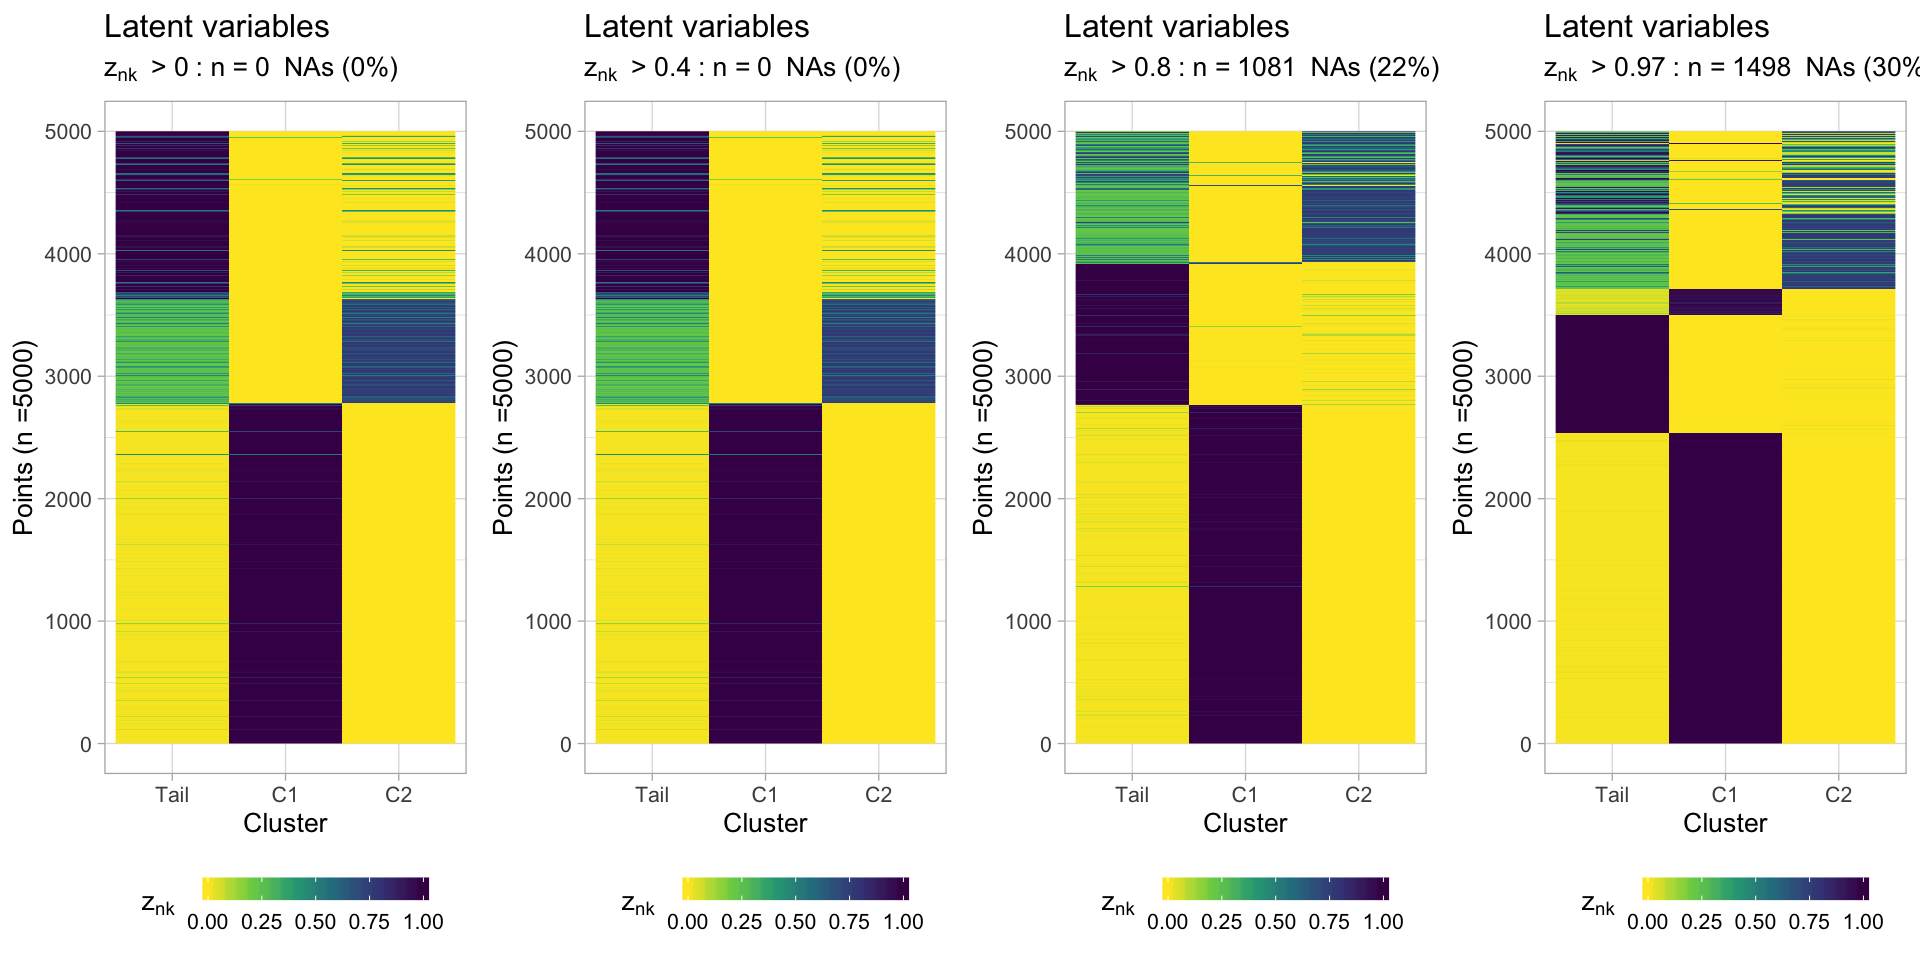 Latent variables
znk > 0 : n = 0 NAs (0%)
5000
4000
3000
2000
1000
0
Points (n =5000)
Tail C1 C2
Cluster
znk
0.00 0.25 0.50 0.75 1.00
Latent variables
znk > 0.4 : n = 0 NAs (0%)
5000
4000
3000
2000
1000
0
Points (n =5000)
Tail C1 C2
Cluster
znk
0.00 0.25 0.50 0.75 1.00
Latent variables
znk > 0.8 : n = 1081 NAs (22%)
5000
4000
3000
2000
1000
0
Points (n =5000)
Tail C1 C2
Cluster
znk
0.00 0.25 0.50 0.75 1.00
Latent variables
znk > 0.97 : n = 1498 NAs (30%
5000
4000
3000
2000
1000
0
Points (n =5000)
Tail C1 C2
Cluster
znk
0.00 0.25 0.50 0.75 1.00